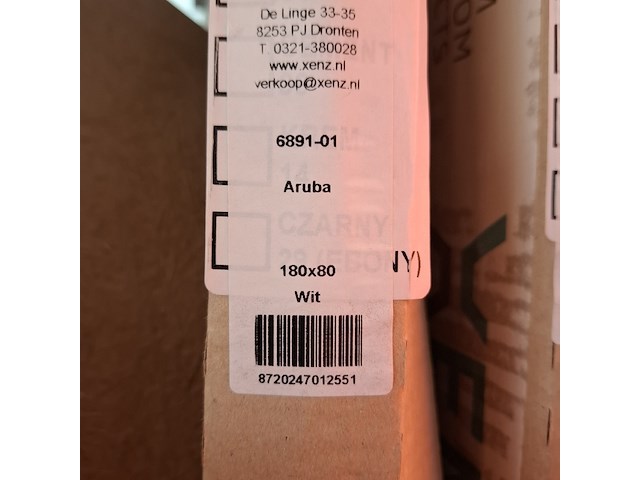 De Linge 33-35
8253 PJ Dronten
T. 0321-380028
www.xenz.nl
verkoop@xenz.nl
6891-01
Aruba
CZARNY
180x80
NY)
Wit
8720247012551